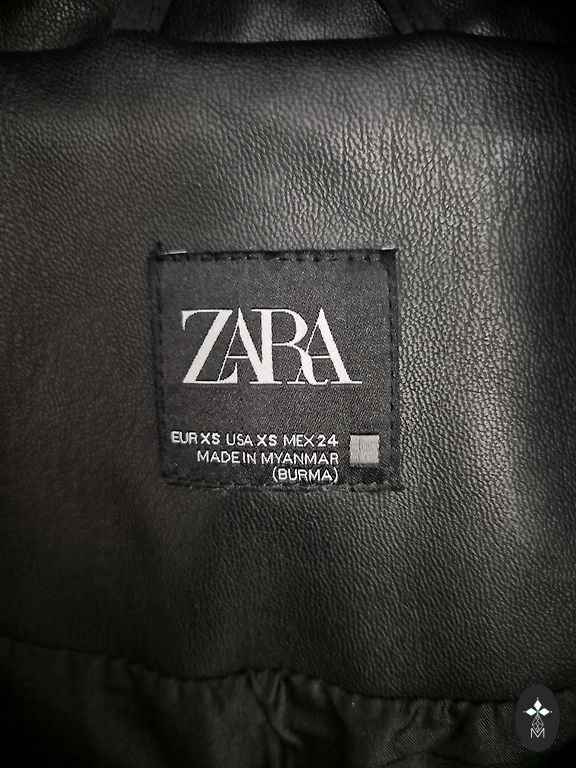 ZARA
EUR XS USA XS MEX 24
MADE IN MYANMAR
(BURMA)